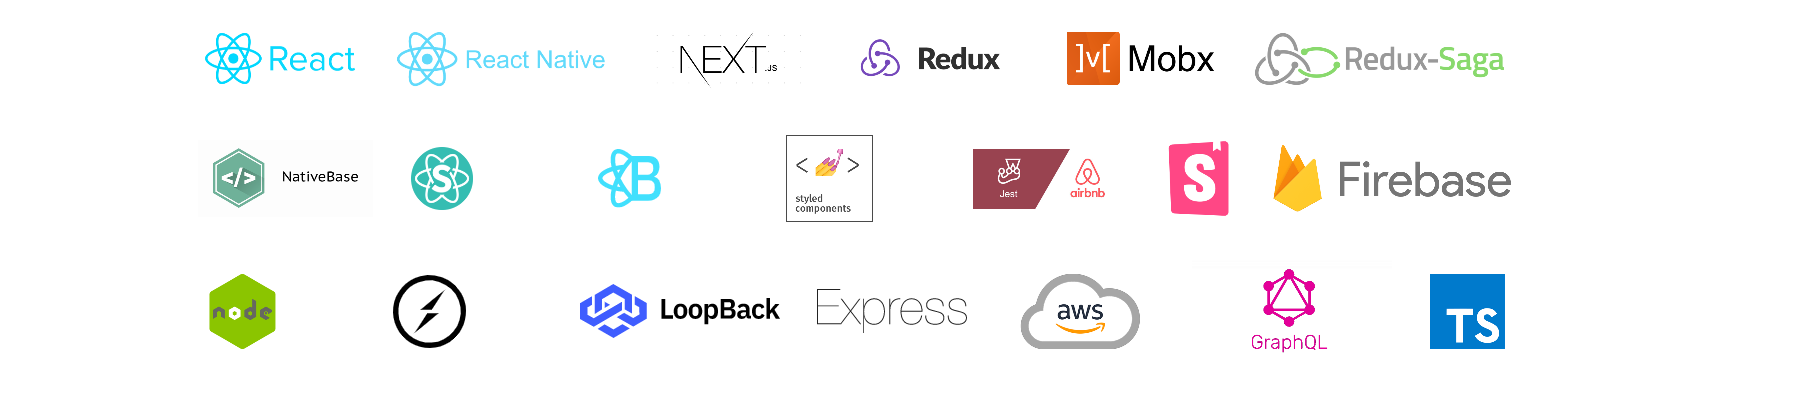 React
React Native
NEXT.JS
Redux
]v[ Mobx
Redux-Saga
</> NativeBase
S
B
< >
styled
components
Jest
airbnb
S
Firebase
node
LoopBack
Express
aws
GraphQL
TS